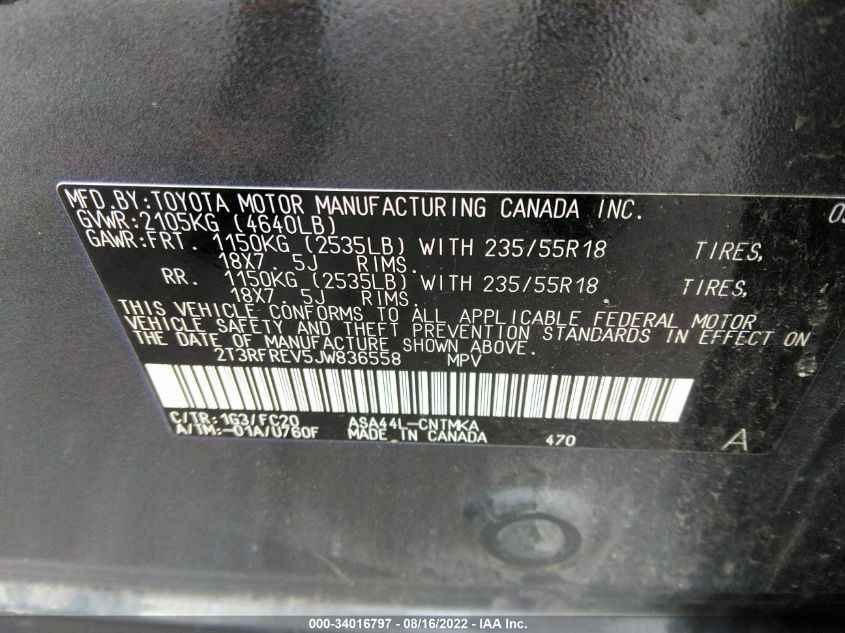 MFD.BY:TOYOTA MOTOR MANUFACTURING CANADA INC.
GVWR:2105KG (4640LB)
GAWR:FRT. 1150KG (2535LB) WITH 235/55R18 TIRES,
18X7.5J RIMS.
RR. 1150KG (2535LB) WITH 235/55R18 TIRES,
18X7.5J RIMS.
THIS VEHICLE CONFORMS TO ALL APPLICABLE FEDERAL MOTOR
VEHICLE SAFETY AND THEFT PREVENTION STANDARDS IN EFFECT ON
THE DATE OF MANUFACTURE SHOWN ABOVE.
2T3RFREV5JW836558 MPV
C/TR:1G3/FC20 ASA44L-CNTMKA
A/TM:-01A/U760F MADE IN CANADA 470 A
000-34016797 - 08/16/2022 - IAA Inc.